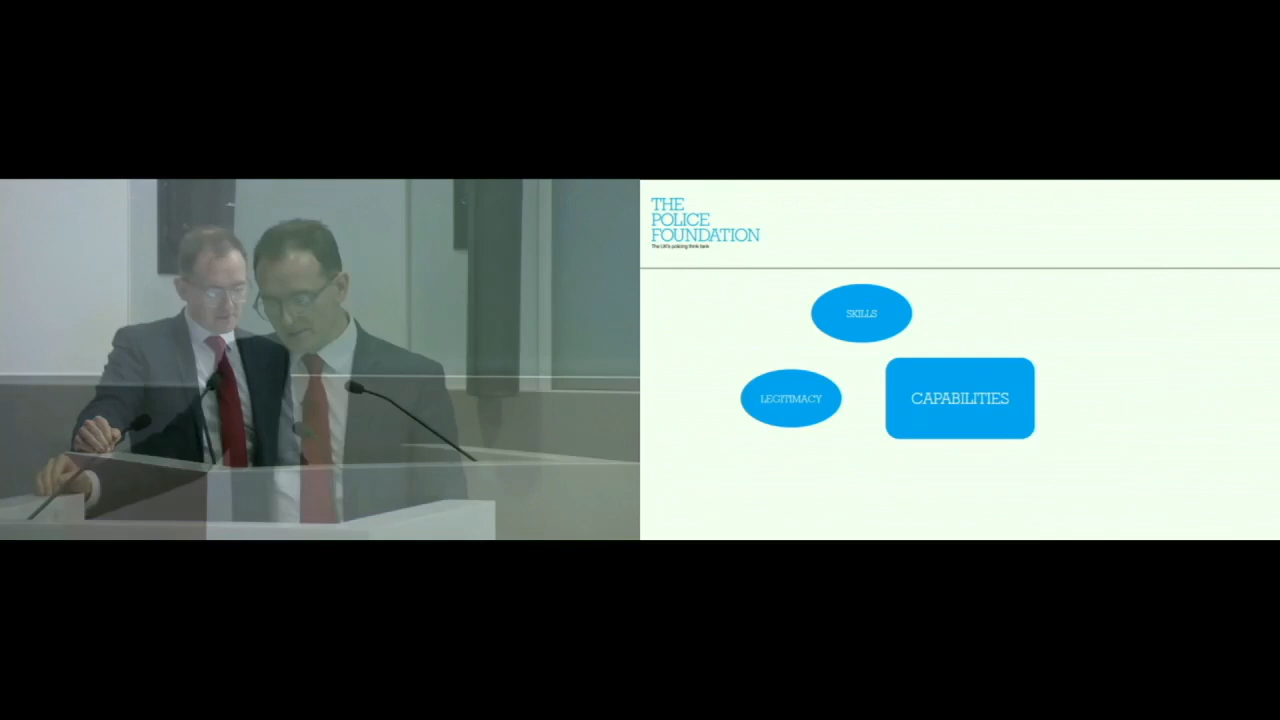 THE
POLICE
FOUNDATION
The UK's policing think tank
SKILLS
LEGITIMACY
CAPABILITIES